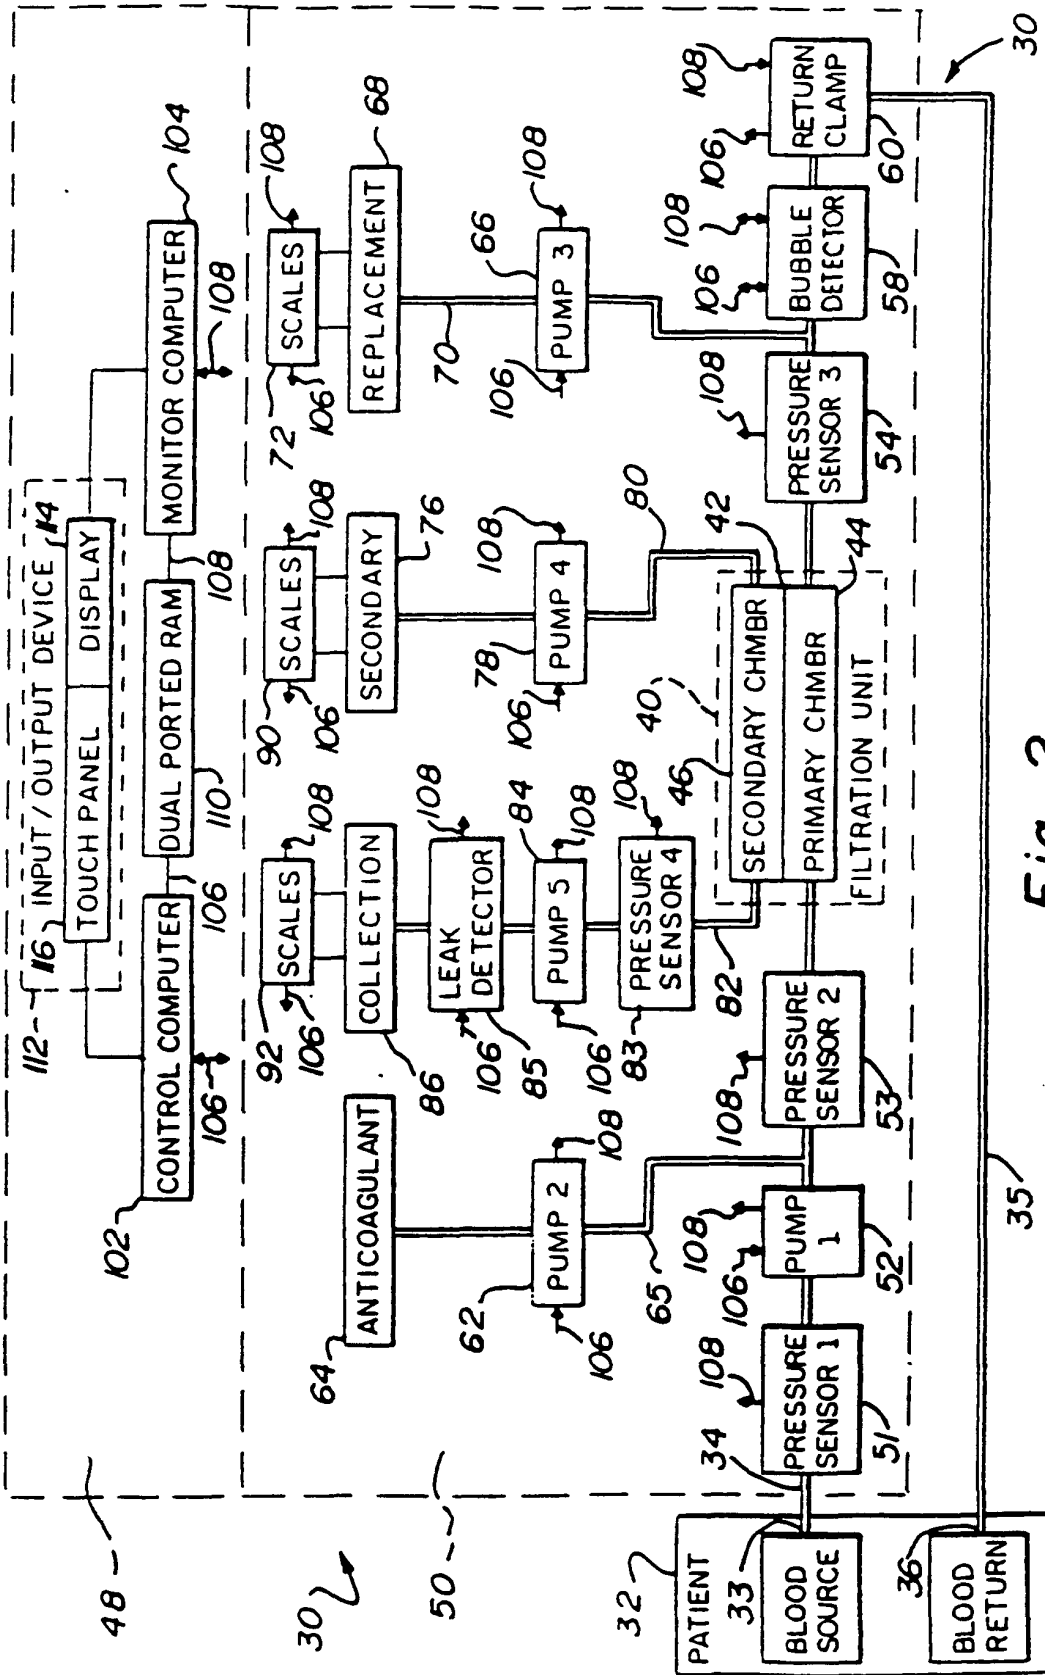 48
112
116
INPUT / OUTPUT DEVICE
114
TOUCH PANEL
DISPLAY
102
CONTROL COMPUTER
106
DUAL PORTED RAM
110
108
MONITOR COMPUTER
104
106
108
30
50
92
SCALES
108
106
90
SCALES
108
106
72
SCALES
108
106
64
ANTICOAGULANT
COLLECTION
86
SECONDARY
76
REPLACEMENT
68
LEAK
DETECTOR
108
106
85
70
62
PUMP 2
108
106
84
PUMP 5
108
106
78
PUMP 4
108
106
66
PUMP 3
108
106
PRESSURE
SENSOR 4
108
83
65
82
80
46
40
42
44
SECONDARY CHMBR
PRIMARY CHMBR
FILTRATION UNIT
32
PATIENT
33
BLOOD
SOURCE
34
PRESSURE
SENSOR 1
108
51
PUMP
1
106
108
52
PRESSURE
SENSOR 2
108
53
PRESSURE
SENSOR 3
108
54
BUBBLE
DETECTOR
106
108
58
RETURN
CLAMP
106
108
60
36
BLOOD
RETURN
35
30